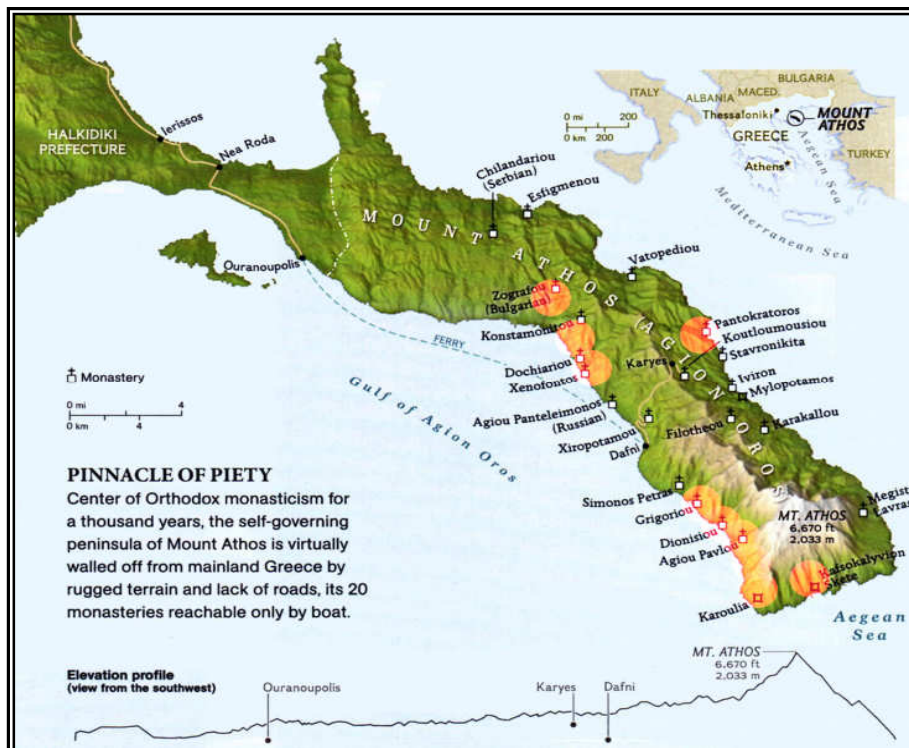 BULGARIA
ITALY
ALBANIA
MACED.
0 mi 200
0 km 200
Thessaloniki
MOUNT
ATHOS
GREECE
Aegean Sea
TURKEY
Athens
Mediterranean Sea
HALKIDIKI
PREFECTURE
Ierissos
Nea Roda
Chilandariou
(Serbian)
Esfigmenou
MOUNT ATHOS (AGION OROS)
Ouranoupolis
Vatopediou
Zografou
(Bulgarian)
Konstamonitou
Pantokratoros
Koutloumousiou
Stavronikita
FERRY
Karyes
Dochiariou
Xenofontos
Iviron
Mylopotamos
Monastery
0 mi 4
0 km 4
Gulf of Agion Oros
Agiou Panteleimonos
(Russian)
Filotheou
Karakallou
Xiropotamou
Dafni
PINNACLE OF PIETY
Center of Orthodox monasticism for
a thousand years, the self-governing
peninsula of Mount Athos is virtually
walled off from mainland Greece by
rugged terrain and lack of roads, its 20
monasteries reachable only by boat.
Simonos Petras
Grigoriou
Dionisiou
Agiou Pavlou
MT. ATHOS
6,670 ft
2,033 m
Megist
Lavras
Kafsokalyvion
Skete
Karoulia
Aegean
Sea
Elevation profile
(view from the southwest)
Ouranoupolis
Karyes
Dafni
MT. ATHOS
6,670 ft
2,033 m